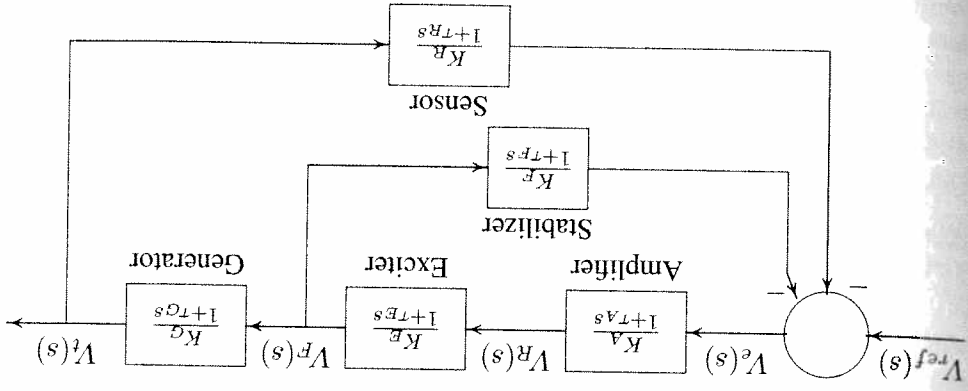 V_ref(s) V_e(s) V_R(s) V_F(s) V_t(s)
K_A
1+τ_A s
K_E
1+τ_E s
K_G
1+τ_G s
Amplifier Exciter Generator
− −
Stabilizer
K_F
1+τ_F s
Sensor
K_R
1+τ_R s